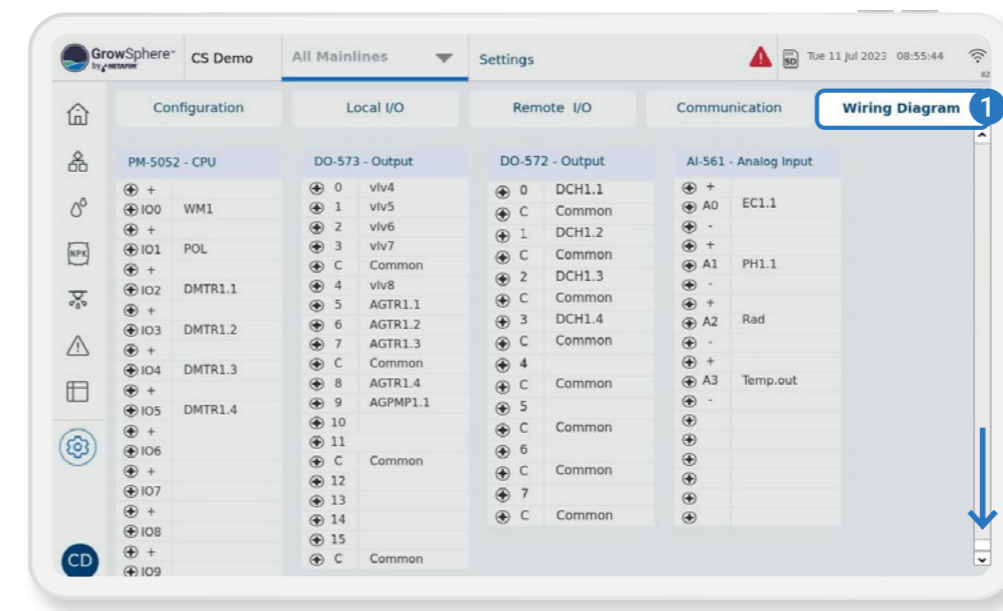 GrowSphere™
by NETAFIM
CS Demo
All Mainlines
Settings
SD
Tue 11 Jul 2023 08:55:44
82
Configuration
Local I/O
Remote I/O
Communication
Wiring Diagram
1
PM-5052 - CPU
+
IO0 WM1
+
IO1 POL
+
IO2 DMTR1.1
+
IO3 DMTR1.2
+
IO4 DMTR1.3
+
IO5 DMTR1.4
+
IO6
+
IO7
+
IO8
+
IO9
DO-573 - Output
0 vlv4
1 vlv5
2 vlv6
3 vlv7
C Common
4 vlv8
5 AGTR1.1
6 AGTR1.2
7 AGTR1.3
C Common
8 AGTR1.4
9 AGPMP1.1
10
11
C Common
12
13
14
15
C Common
DO-572 - Output
0 DCH1.1
C Common
1 DCH1.2
C Common
2 DCH1.3
C Common
3 DCH1.4
C Common
4
C Common
5
C Common
6
C Common
7
C Common
AI-561 - Analog Input
+
A0 EC1.1
-
+
A1 PH1.1
-
+
A2 Rad
-
+
A3 Temp.out
-
NPK
CD